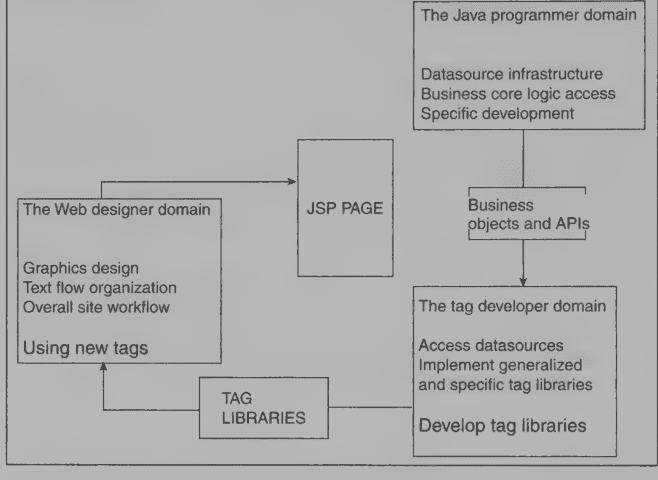 The Java programmer domain
Datasource infrastructure
Business core logic access
Specific development
JSP PAGE
The Web designer domain
Graphics design
Text flow organization
Overall site workflow
Using new tags
Business
objects and APIs
The tag developer domain
Access datasources
Implement generalized
and specific tag libraries
Develop tag libraries
TAG
LIBRARIES